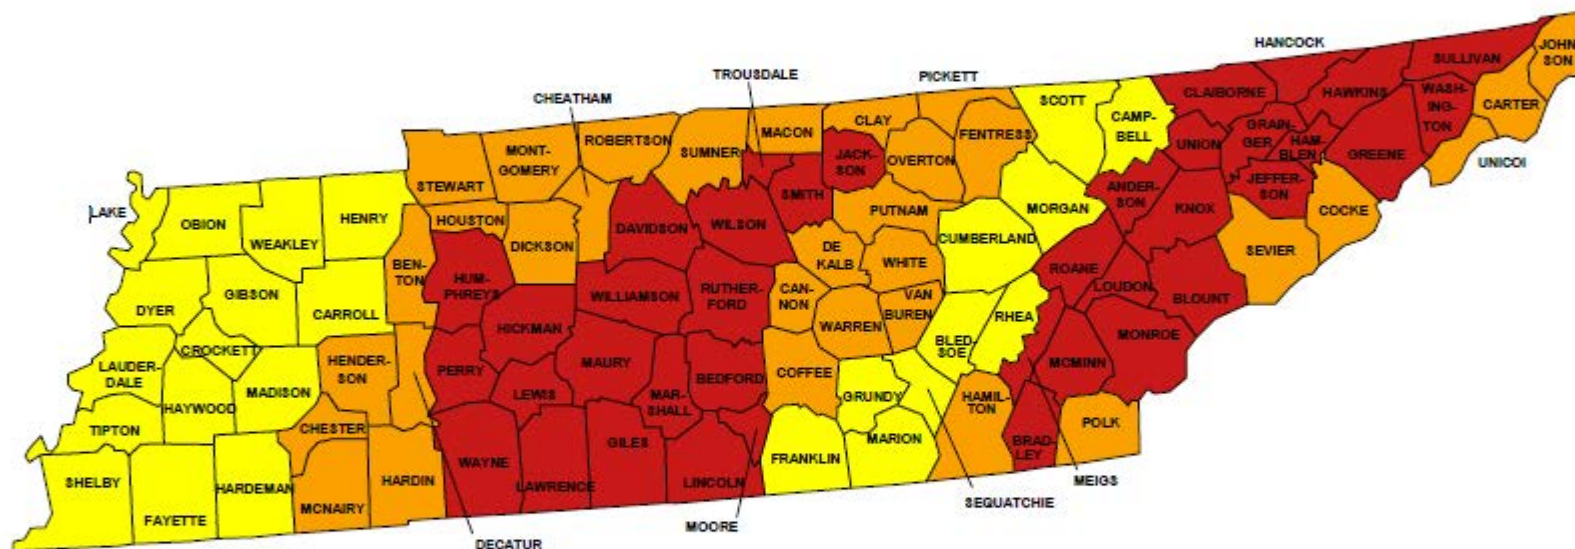 HANCOCK
TROUSDALE
PICKETT
CHEATHAM
JOHN
SON
SULLIVAN
CLAIBORNE
HAWKINS
WASH-
ING-
TON
CARTER
UNICOI
SCOTT
CAMP-
BELL
UNION
GRAIN-
GER
HAM-
BLEN
GREENE
JEFFER-
SON
COCKE
SEVIER
ROBERTSON
SUMNER
MACON
CLAY
JACK-
SON
OVERTON
FENTRESS
MONT-
GOMERY
STEWART
HOUSTON
DICKSON
DAVIDSON
WILSON
SMITH
PUTNAM
CUMBERLAND
MORGAN
ANDER-
SON
KNOX
ROANE
LOUDON
BLOUNT
MONROE
MCMINN
LAKE
OBION
WEAKLEY
HENRY
BEN-
TON
HUM-
PHREYS
HICKMAN
WILLIAMSON
RUTHER-
FORD
CAN-
NON
DE
KALB
WHITE
VAN
BUREN
WARREN
BLED
SOE
RHEA
DYER
GIBSON
CARROLL
CROCKETT
LAUDER-
DALE
HAYWOOD
MADISON
HENDER-
SON
PERRY
LEWIS
MAURY
MAR-
SHALL
BEDFORD
COFFEE
GRUNDY
HAMIL-
TON
POLK
TIPTON
CHESTER
SHELBY
FAYETTE
HARDEMAN
MCNAIRY
HARDIN
WAYNE
LAWRENCE
GILES
LINCOLN
FRANKLIN
MARION
BRAD-
LEY
MEIGS
SEQUATCHIE
MOORE
DECATUR